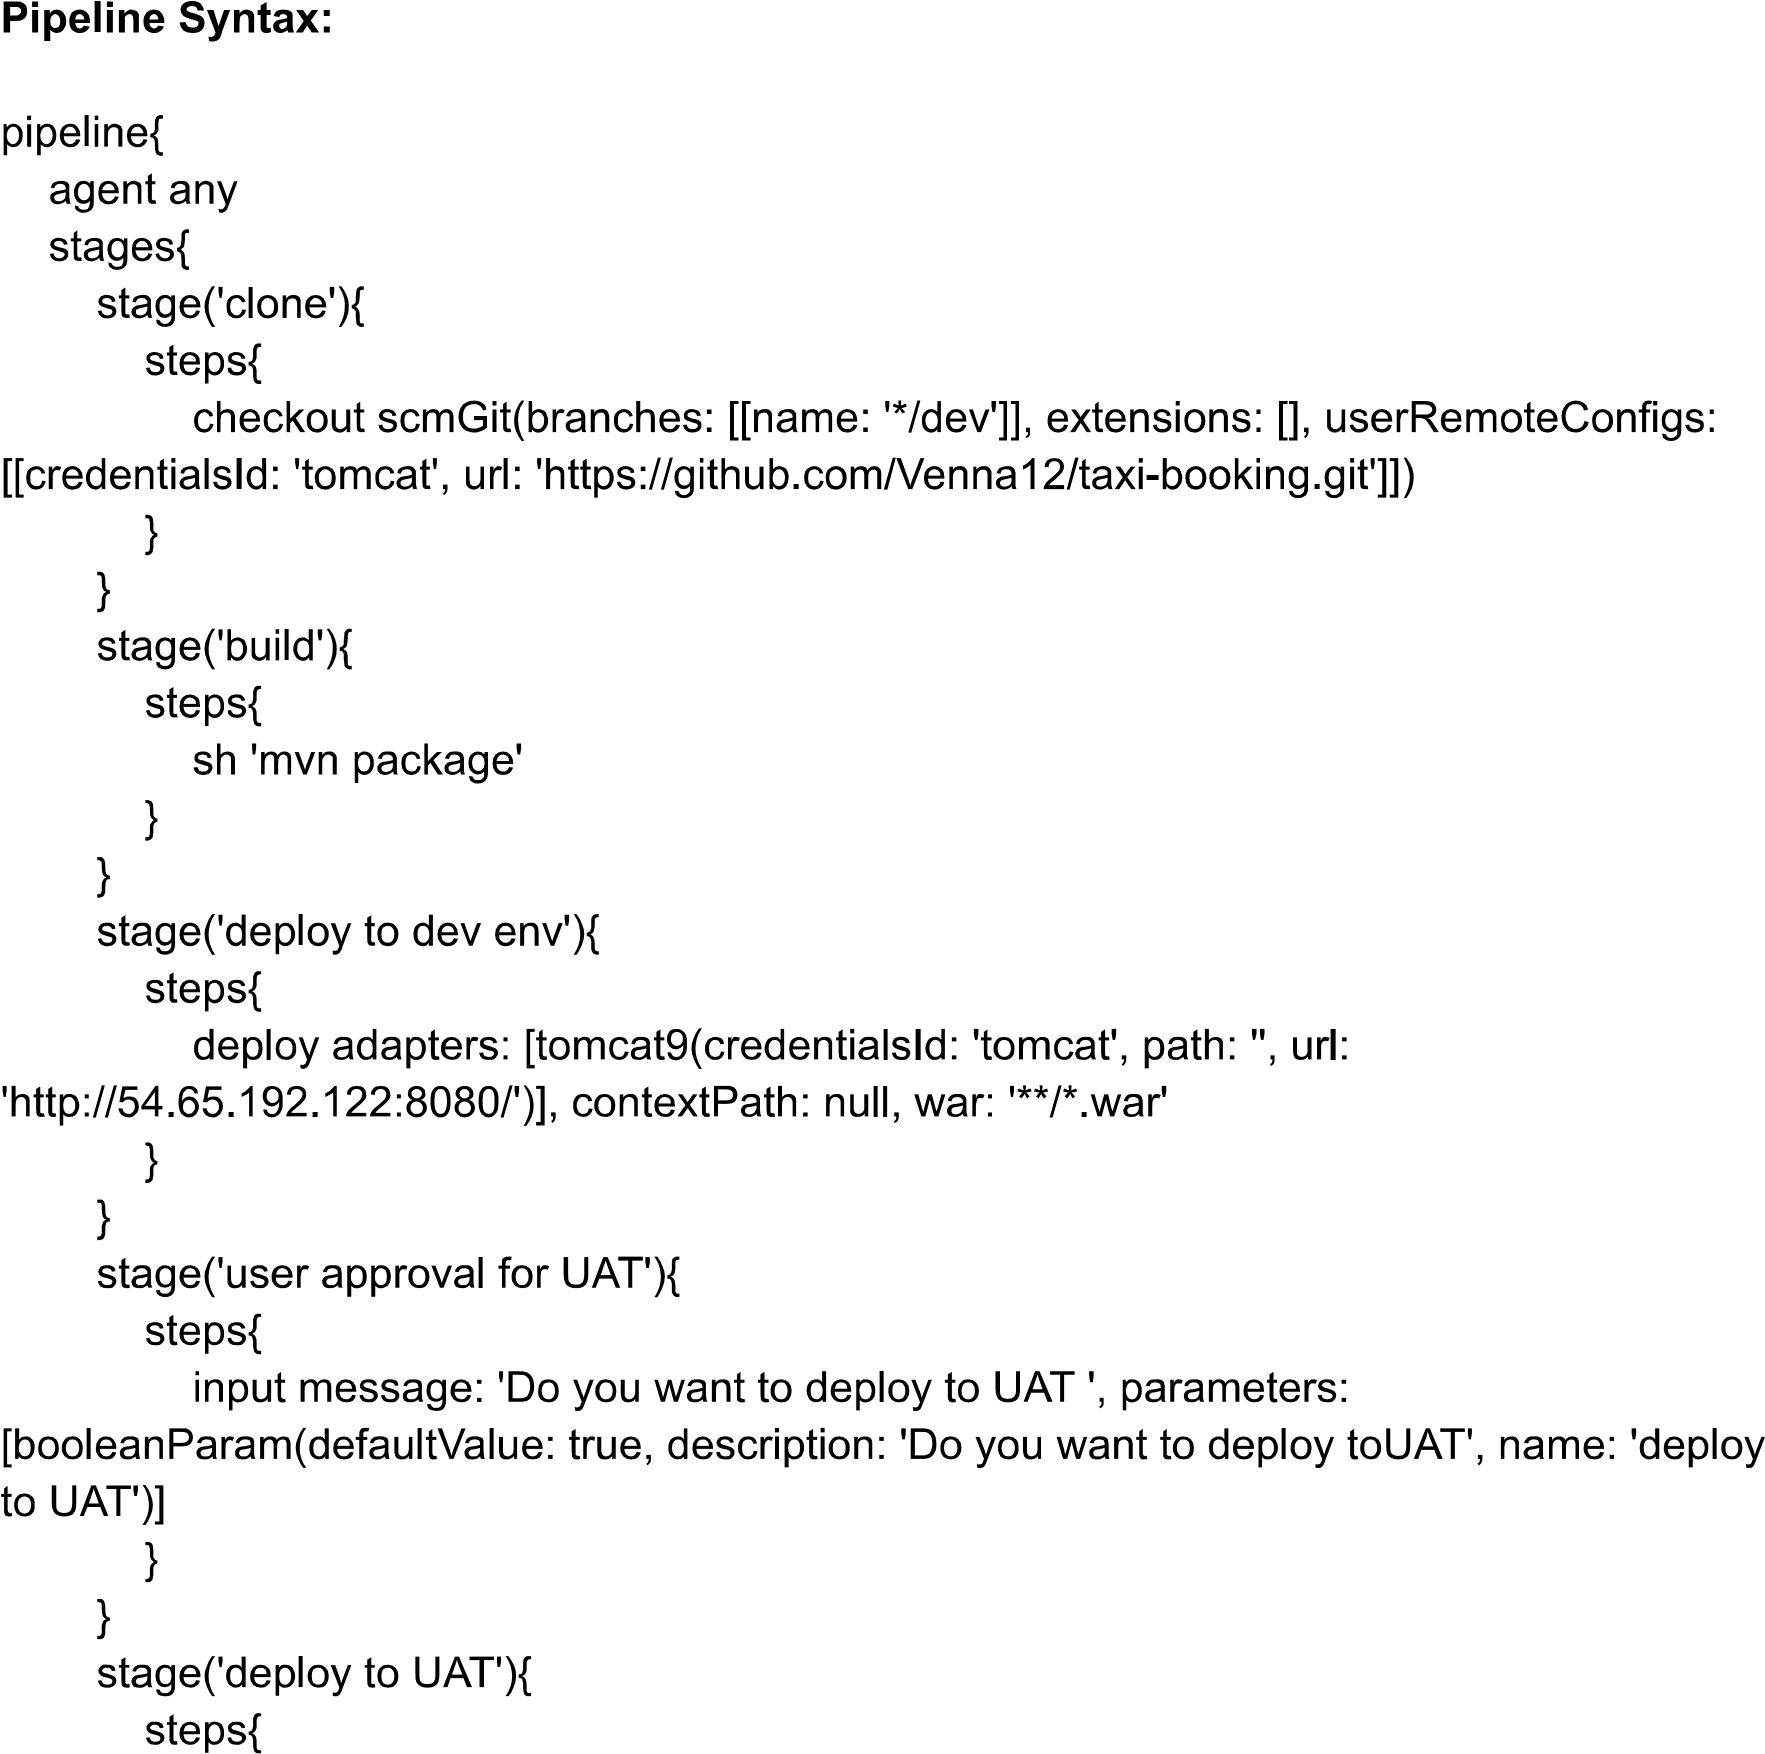 Pipeline Syntax:
pipeline{
agent any
stages{
stage('clone'){
steps{
checkout scmGit(branches: [[name: '*/dev']], extensions: [], userRemoteConfigs:
[[credentialsId: 'tomcat', url: 'https://github.com/Venna12/taxi-booking.git']])
}
}
stage('build'){
steps{
sh 'mvn package'
}
}
stage('deploy to dev env'){
steps{
deploy adapters: [tomcat9(credentialsId: 'tomcat', path: '', url:
'http://54.65.192.122:8080/')], contextPath: null, war: '**/*.war'
}
}
stage('user approval for UAT'){
steps{
input message: 'Do you want to deploy to UAT ', parameters:
[booleanParam(defaultValue: true, description: 'Do you want to deploy toUAT', name: 'deploy
to UAT')]
}
}
stage('deploy to UAT'){
steps{